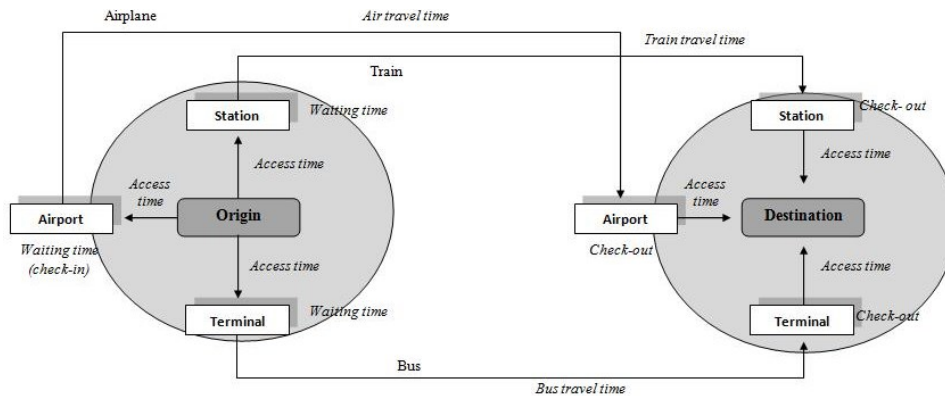 Airplane
Air travel time
Train travel time
Train
Station
Waiting time
Access time
Access
time
Airport
Origin
Waiting time
(check-in)
Access time
Terminal
Waiting time
Bus
Bus travel time
Check- out
Station
Access time
Access
time
Airport
Destination
Check-out
Access time
Terminal
Check-out